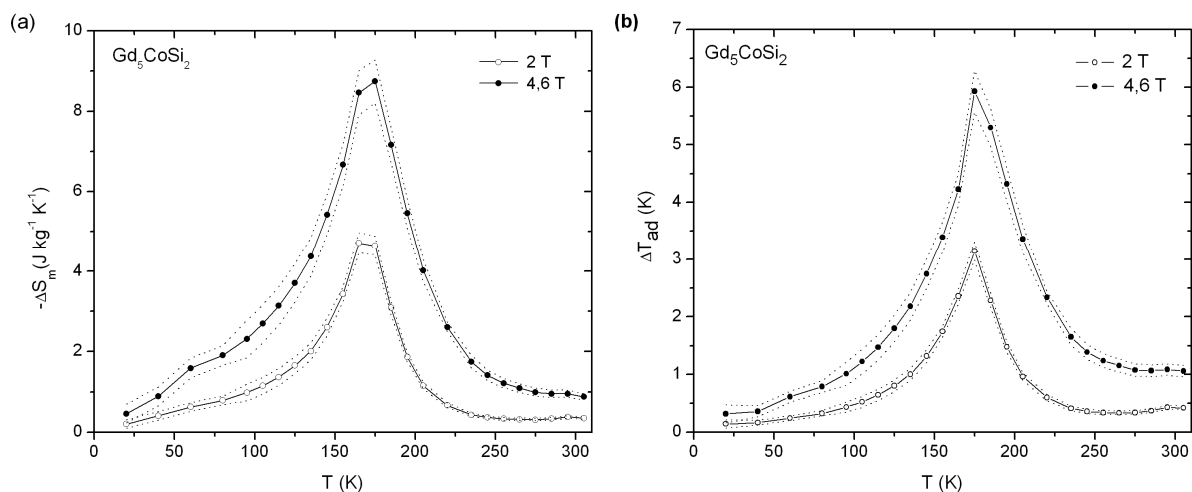 (a)
10
8
6
4
2
0
-ΔSₘ(J kg⁻¹ K⁻¹)
Gd₅CoSi₂
2 T
4,6 T
0 50 100 150 200 250 300
T (K)
(b)
7
6
5
4
3
2
1
0
ΔT_ad(K)
Gd₅CoSi₂
2 T
4,6 T
0 50 100 150 200 250 300
T (K)